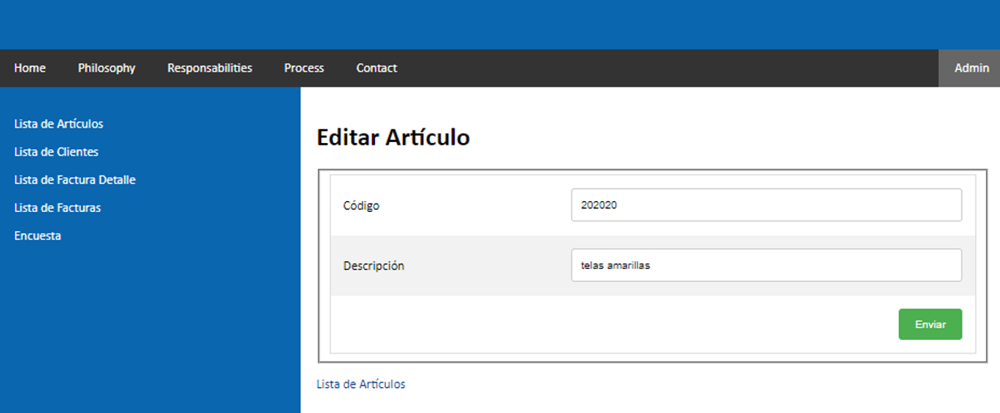 Home Philosophy Responsabilities Process Contact Admin
Lista de Artículos
Lista de Clientes
Lista de Factura Detalle
Lista de Facturas
Encuesta
Editar Artículo
Código 202020
Descripción telas amarillas
Enviar
Lista de Artículos